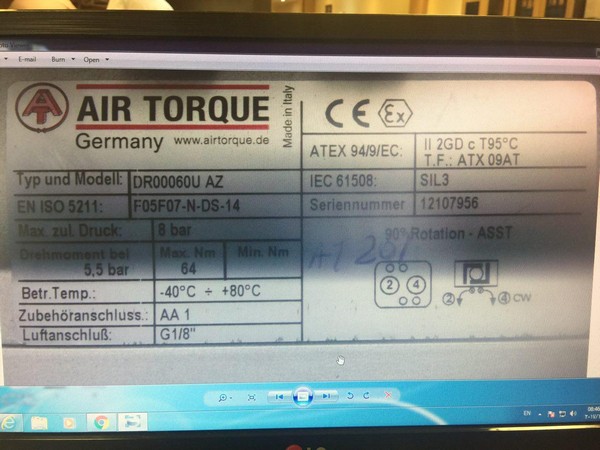 E-mail Burn Open
AIR TORQUE
Germany www.airtorque.de
Made in Italy
CE Ex
ATEX 94/9/EC: II 2GD c T95°C
T.F.: ATX 09AT
Typ und Modell: DR00060U AZ
IEC 61508: SIL3
EN ISO 5211: F05F07-N-DS-14
Seriennummer 12107956
Max. zul. Druck: 8 bar
90° Rotation - ASST
Drehmoment bei 5,5 bar
Max. Nm Min. Nm
64
Betr.Temp.: -40°C ÷ +80°C
2 4
2 4 CW
Zubehöranschluss.: AA 1
Luftanschluß: G1/8"
EN
LG